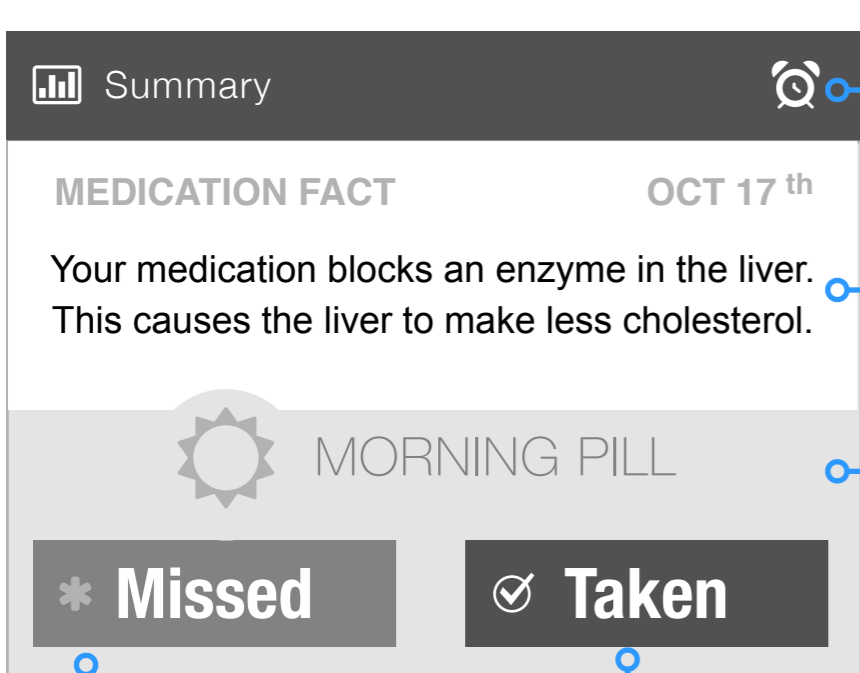 Summary
MEDICATION FACT OCT 17 th
Your medication blocks an enzyme in the liver.
This causes the liver to make less cholesterol.
MORNING PILL
Missed Taken